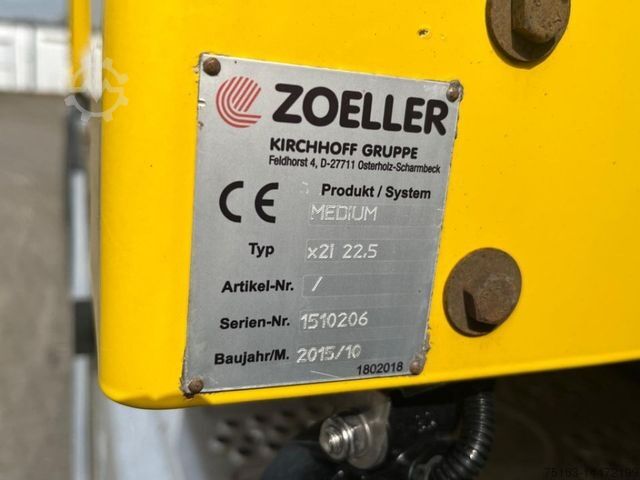 ZOELLER
KIRCHHOFF GRUPPE
Feldhorst 4, D-27711 Osterholz-Scharmbeck
CE
Produkt / System
MEDIUM
Typ x2i 22.5
Artikel-Nr. /
Serien-Nr. 1510206
Baujahr/M. 2015/10
1802018